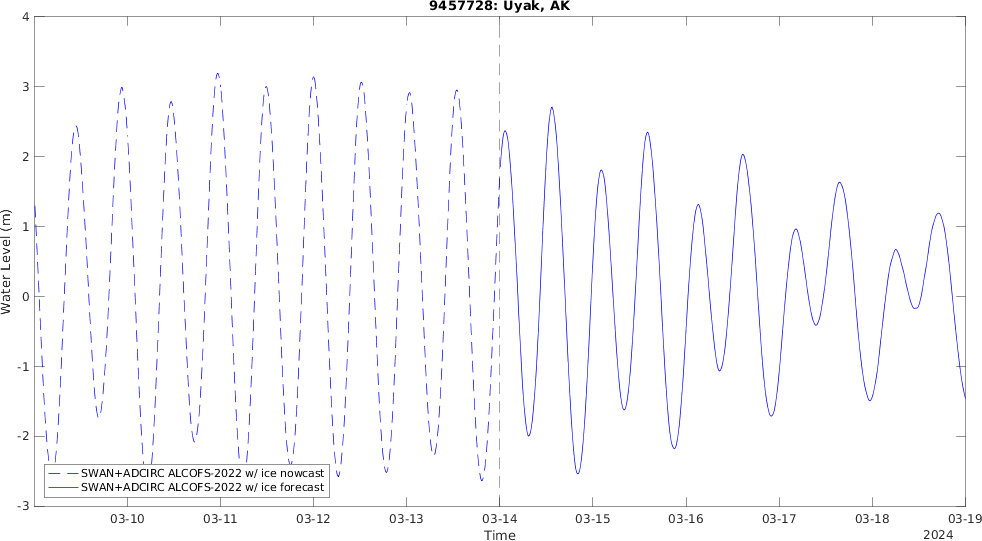 9457728: Uyak, AK
4
3
2
1
0
-1
-2
-3
Water Level (m)
SWAN+ADCIRC ALCOFS-2022 w/ ice nowcast
SWAN+ADCIRC ALCOFS-2022 w/ ice forecast
03-10 03-11 03-12 03-13 03-14 03-15 03-16 03-17 03-18 03-19
Time
2024